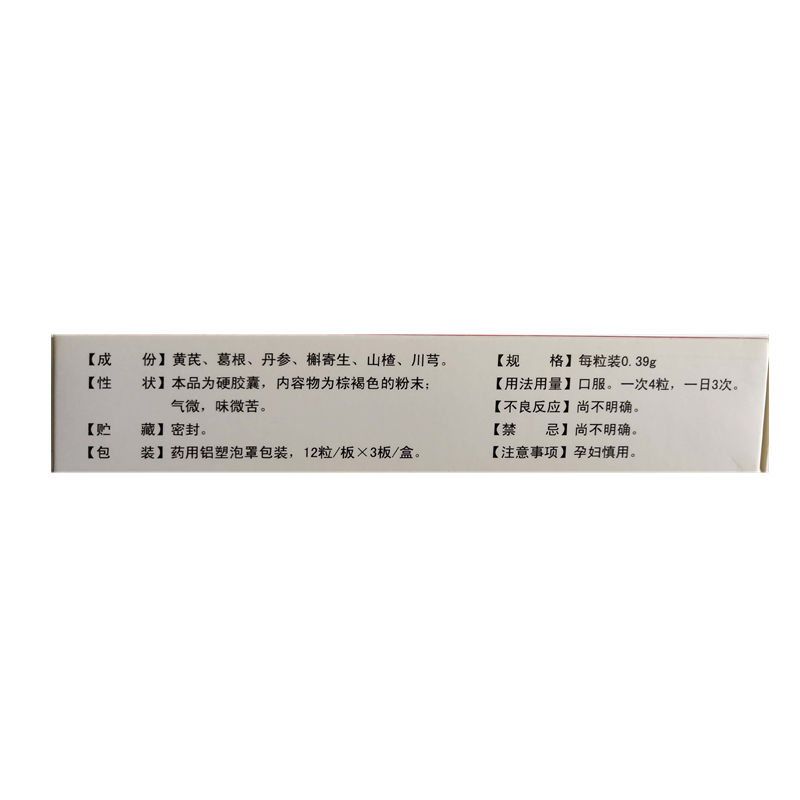 【成　份】黄芪、葛根、丹参、槲寄生、山楂、川芎。
【性　状】本品为硬胶囊，内容物为棕褐色的粉末；
气微，味微苦。
【贮　藏】密封。
【包　装】药用铝塑泡罩包装，12粒/板×3板/盒。
【规　格】每粒装0.39g
【用法用量】口服。一次4粒，一日3次。
【不良反应】尚不明确。
【禁　忌】尚不明确。
【注意事项】孕妇慎用。